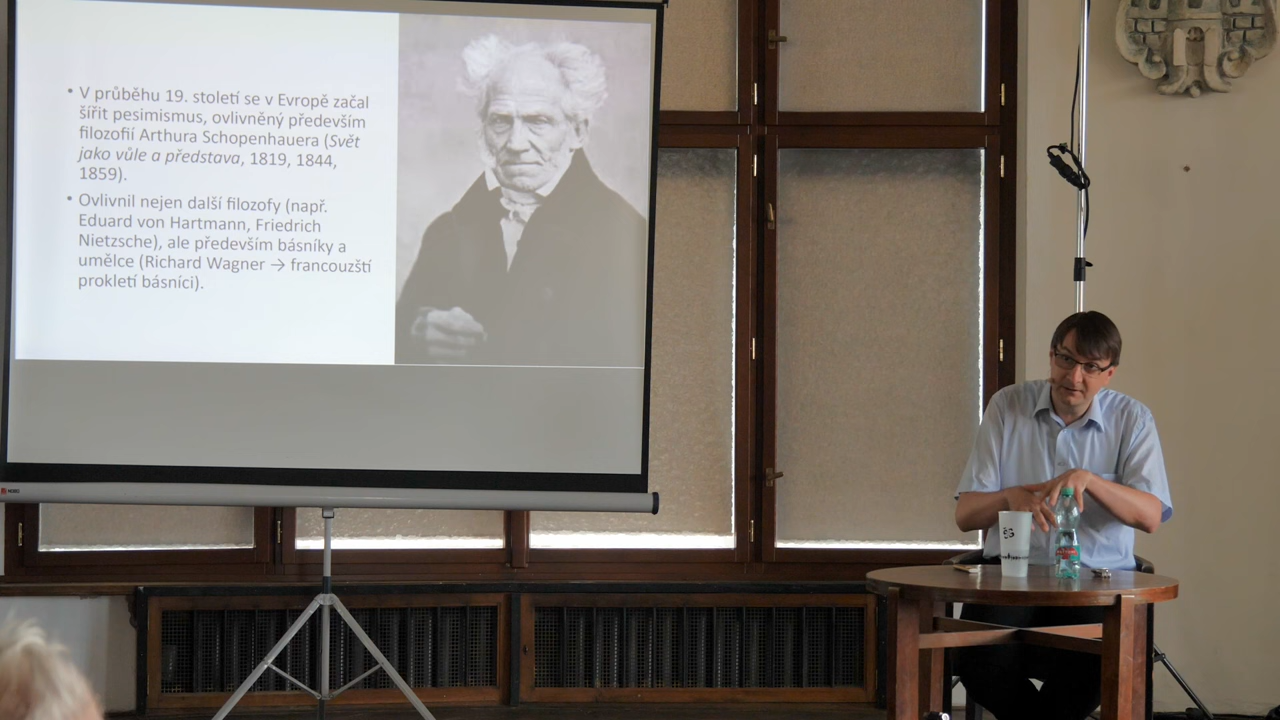 • V průběhu 19. století se v Evropě začal
šířit pesimismus, ovlivněný především
filozofií Arthura Schopenhauera (Svět
jako vůle a představa, 1819, 1844,
1859).
• Ovlivnil nejen další filozofy (např.
Eduard von Hartmann, Friedrich
Nietzsche), ale především básníky a
umělce (Richard Wagner → francouzští
prokletí básníci).